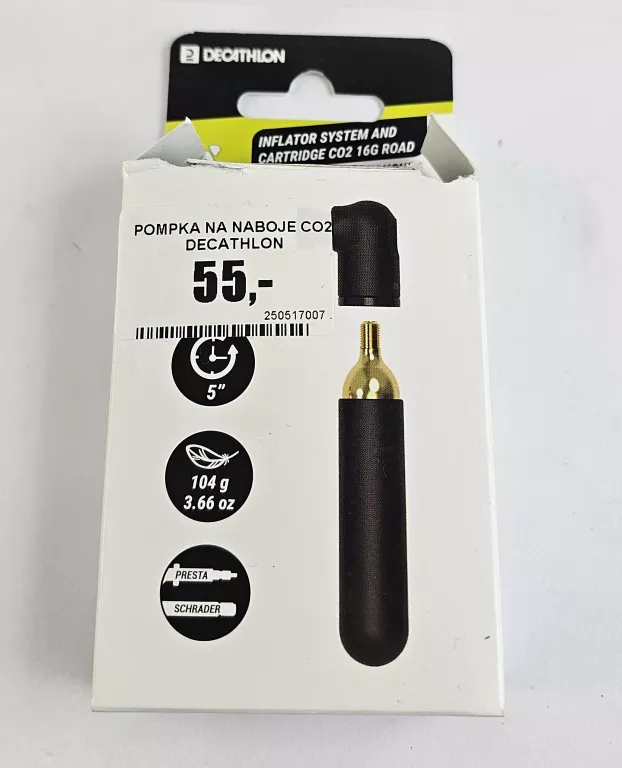 DECATHLON
INFLATOR SYSTEM AND
CARTRIDGE CO2 16G ROAD
POMPKA NA NABOJE CO2
DECATHLON
55,-
250517007
5"
104 g
3.66 oz
PRESTA
SCHRADER